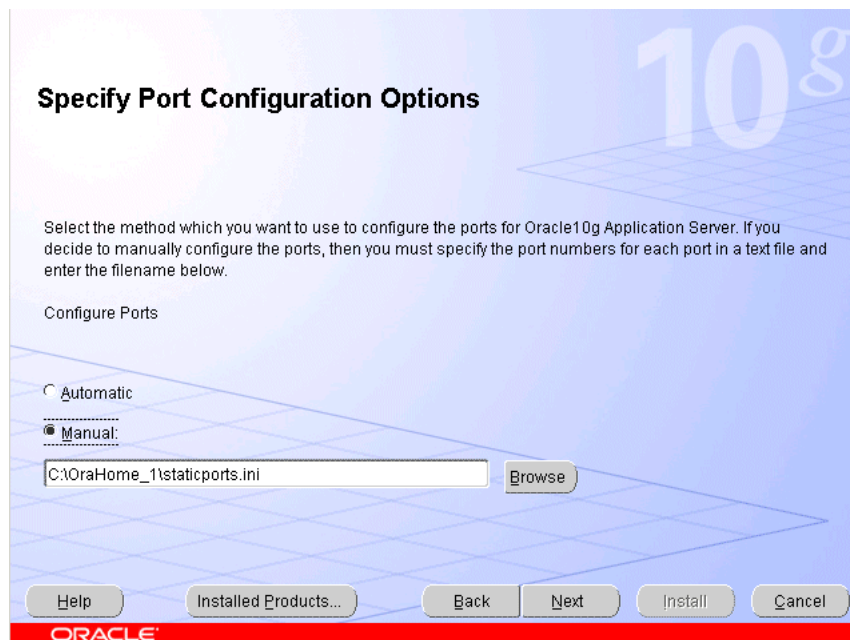 10g
Specify Port Configuration Options
Select the method which you want to use to configure the ports for Oracle10g Application Server. If you
decide to manually configure the ports, then you must specify the port numbers for each port in a text file and
enter the filename below.
Configure Ports
Automatic
Manual:
C:\OraHome_1\staticports.ini
Browse
Help
Installed Products...
Back
Next
Install
Cancel
ORACLE